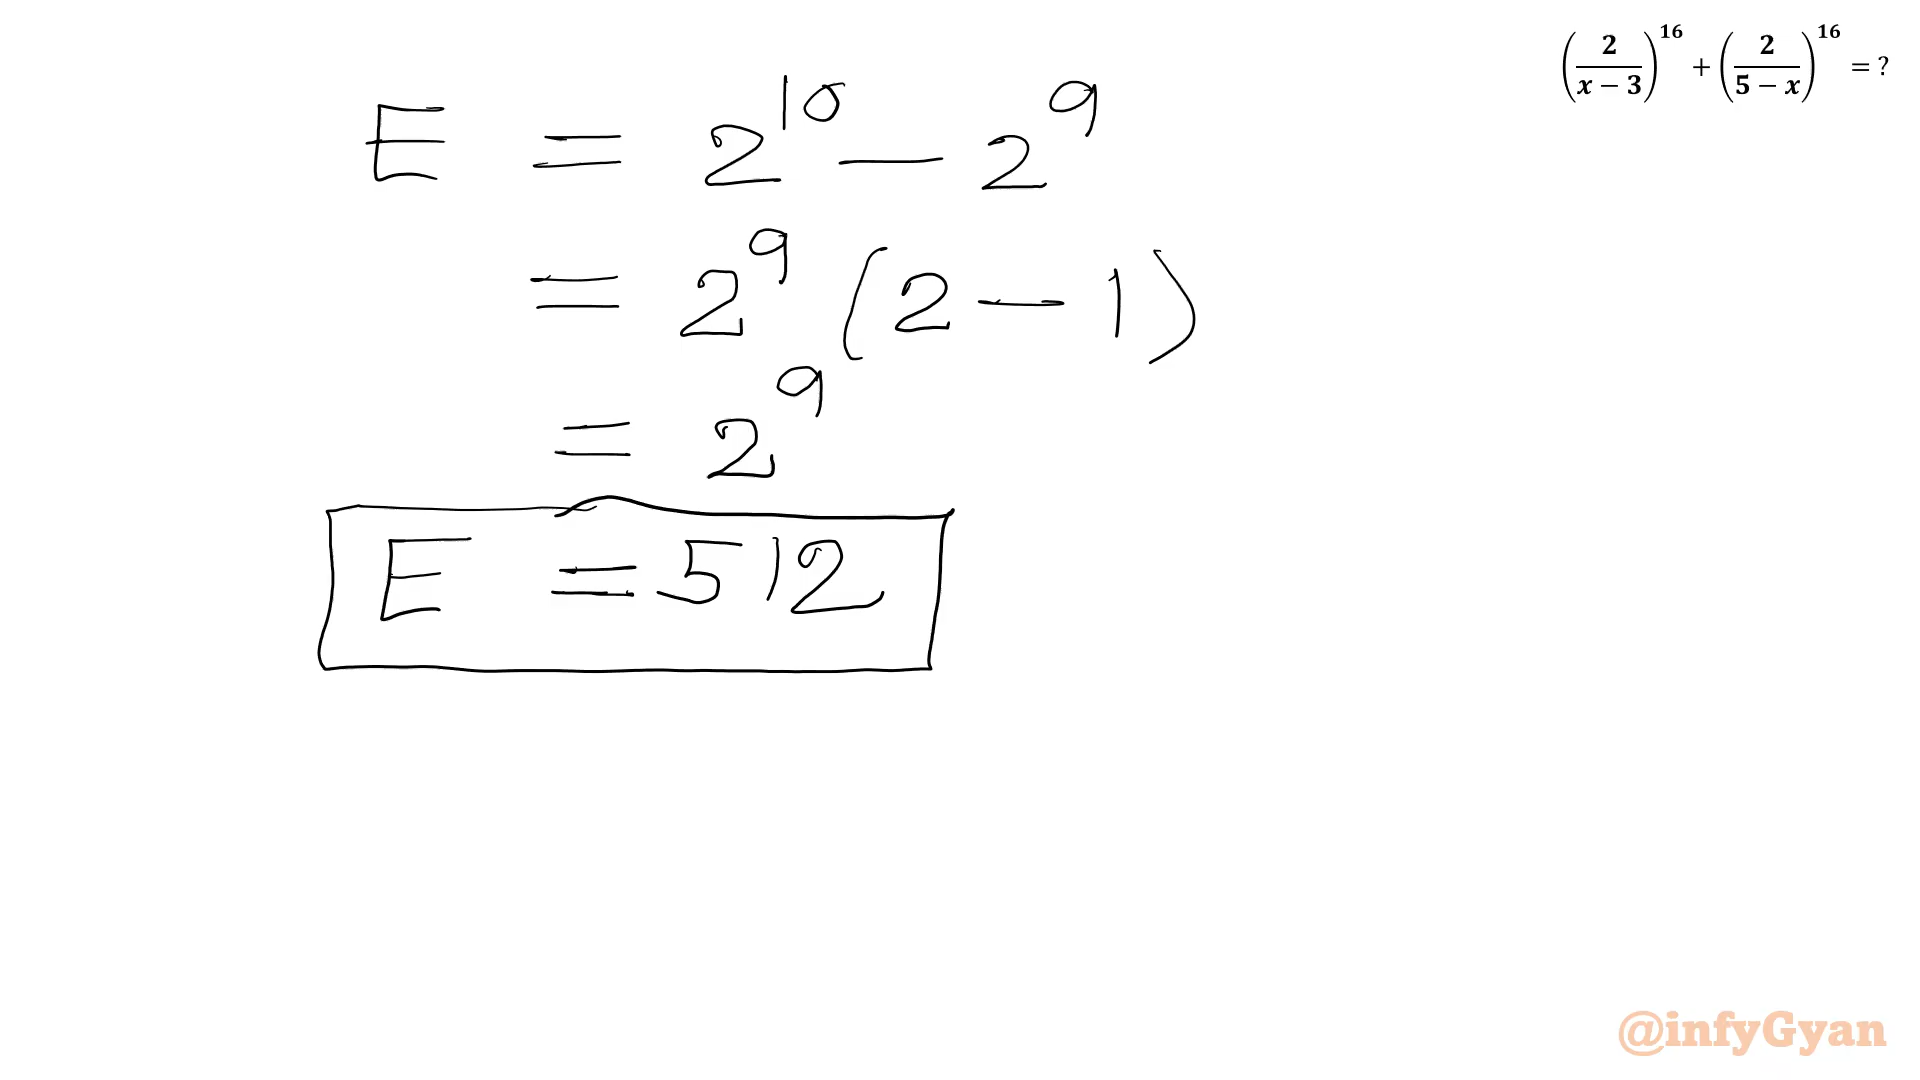 (2/(x − 3))^16 + (2/(5 − x))^16 = ?
E = 2^10 − 2^9
= 2^9 (2 − 1)
= 2^9
E = 512
@infyGyan